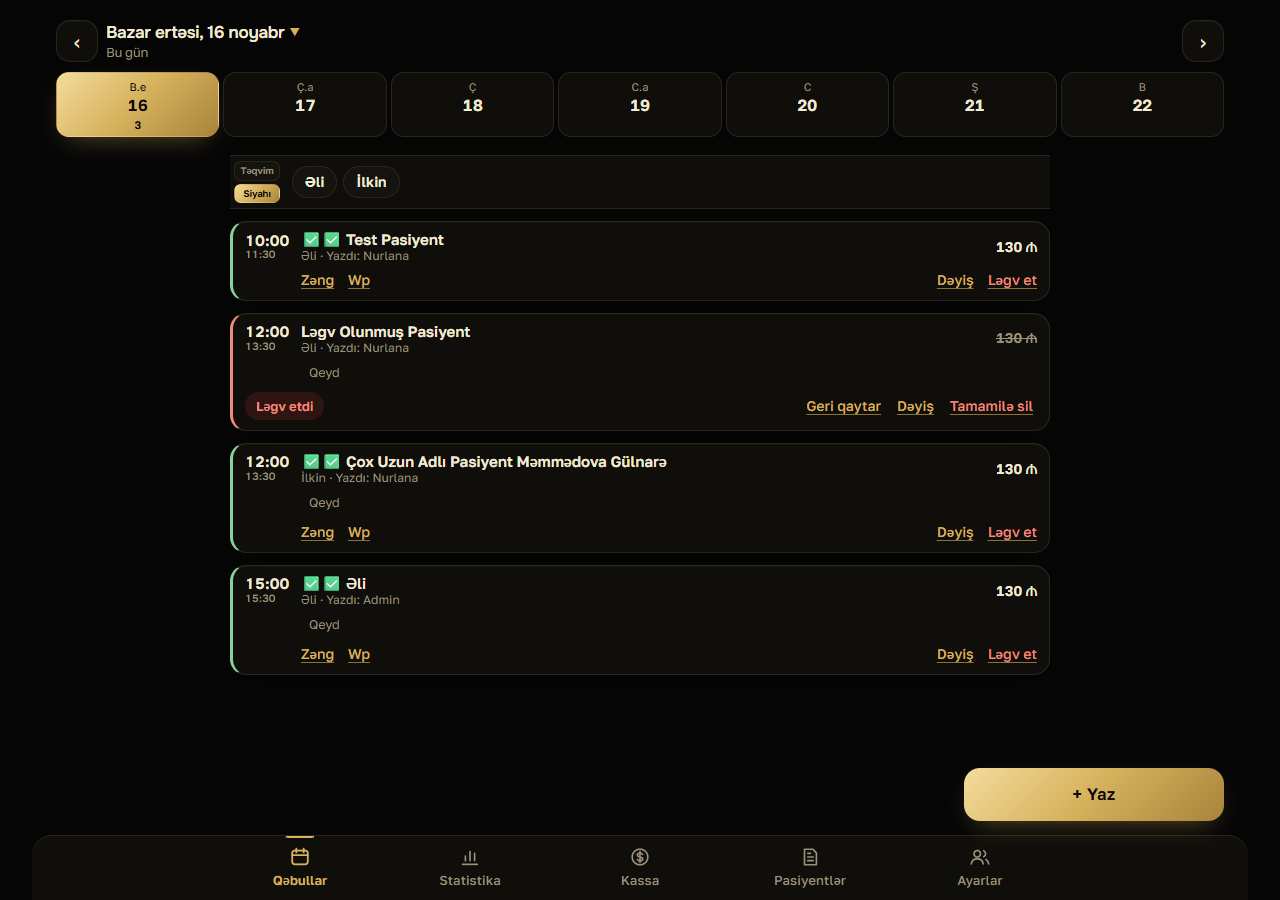 ‹
Bazar ertəsi, 16 noyabr ▼
Bu gün
›
B.e
16
3
Ç.a
17
Ç
18
C.a
19
C
20
Ş
21
B
22
Təqvim
Siyahı
Əli
İlkin
10:00 ✅ ✅ Test Pasiyent
11:30 Əli · Yazdı: Nurlana
130 ₼
Zəng Wp Dəyiş Ləgv et
12:00 Ləgv Olunmuş Pasiyent
13:30 Əli · Yazdı: Nurlana
130 ₼
Qeyd
Ləgv etdi Geri qaytar Dəyiş Tamamilə sil
12:00 ✅ ✅ Çox Uzun Adlı Pasiyent Məmmədova Gülnarə
13:30 İlkin · Yazdı: Nurlana
130 ₼
Qeyd
Zəng Wp Dəyiş Ləgv et
15:00 ✅ ✅ Əli
15:30 Əli · Yazdı: Admin
130 ₼
Qeyd
Zəng Wp Dəyiş Ləgv et
+ Yaz
Qəbullar Statistika Kassa Pasiyentlər Ayarlar